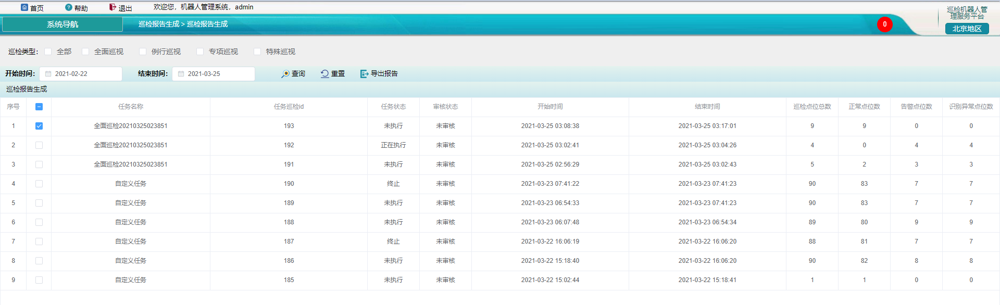 首页 帮助 退出 欢迎您，机器人管理系统，admin
巡检机器人管
理服务平台
系统导航 巡检报告生成 > 巡检报告生成 0 北京地区
巡检类型： 全部 全面巡视 例行巡视 专项巡视 特殊巡视
开始时间： 2021-02-22 结束时间： 2021-03-25 查询 重置 导出报告
巡检报告生成
序号 任务名称 任务巡检id 任务状态 审核状态 开始时间 结束时间 巡检点位总数 正常点位数 告警点位数 识别异常点位数
1 全面巡检20210325023851 193 未执行 未审核 2021-03-25 03:08:38 2021-03-25 03:17:01 9 9 0 0
2 全面巡检20210325023851 192 正在执行 未审核 2021-03-25 03:02:41 2021-03-25 03:04:26 4 0 4 4
3 全面巡检20210325023851 191 未执行 未审核 2021-03-25 02:56:29 2021-03-25 03:02:43 5 2 3 3
4 自定义任务 190 终止 未审核 2021-03-23 07:41:22 2021-03-23 07:41:23 90 83 7 7
5 自定义任务 189 未执行 未审核 2021-03-23 06:54:33 2021-03-23 07:41:23 90 83 7 7
6 自定义任务 188 未执行 未审核 2021-03-23 06:07:48 2021-03-23 06:54:34 89 80 9 9
7 自定义任务 187 终止 未审核 2021-03-22 16:06:19 2021-03-22 16:06:20 88 81 7 7
8 自定义任务 186 未执行 未审核 2021-03-22 15:18:40 2021-03-22 16:06:20 90 82 8 8
9 自定义任务 185 未执行 未审核 2021-03-22 15:02:44 2021-03-22 15:18:41 1 1 0 0